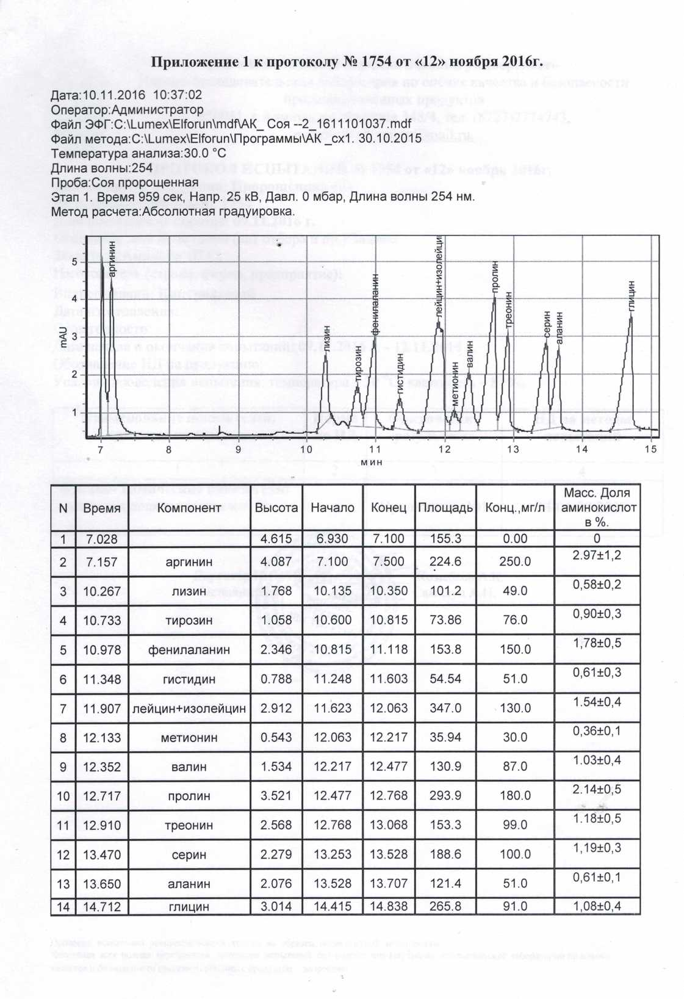 Приложение 1 к протоколу № 1754 от «12» ноября 2016г.
Дата:10.11.2016  10:37:02
Оператор:Администратор
Файл ЭФГ:C:\Lumex\Elforun\mdf\АК_ Соя --2_1611101037.mdf
Файл метода:C:\Lumex\Elforun\Программы\АК _cx1. 30.10.2015
Температура анализа:30.0 °C
Длина волны:254
Проба:Соя пророщенная
Этап 1. Время 959 сек, Напр. 25 кВ, Давл. 0 мбар, Длина волны 254 нм.
Метод расчета:Абсолютная градуировка.
аргинин
лизин
тирозин
фенилаланин
гистидин
лейцин+изолейцин
метионин
валин
пролин
треонин
серин
аланин
глицин
5
4
3
2
1
mAU
7 8 9 10 11 12 13 14 15
мин
N Время Компонент Высота Начало Конец Площадь Конц.,мг/л Масс. Доля аминокислот в %.
1 7.028 4.615 6.930 7.100 155.3 0.00 0
2 7.157 аргинин 4.087 7.100 7.500 224.6 250.0 2.97±1,2
3 10.267 лизин 1.768 10.135 10.350 101.2 49.0 0,58±0,2
4 10.733 тирозин 1.058 10.600 10.815 73.86 76.0 0,90±0,3
5 10.978 фенилаланин 2.346 10.815 11.118 153.8 150.0 1,78±0,5
6 11.348 гистидин 0.788 11.248 11.603 54.54 51.0 0,61±0,3
7 11.907 лейцин+изолейцин 2.912 11.623 12.063 347.0 130.0 1.54±0,4
8 12.133 метионин 0.543 12.063 12.217 35.94 30.0 0,36±0,1
9 12.352 валин 1.534 12.217 12.477 130.9 87.0 1.03±0,4
10 12.717 пролин 3.521 12.477 12.768 293.9 180.0 2.14±0,5
11 12.910 треонин 2.568 12.768 13.068 153.3 99.0 1.18±0,5
12 13.470 серин 2.279 13.253 13.528 188.6 100.0 1,19±0,3
13 13.650 аланин 2.076 13.528 13.707 121.4 51.0 0,61±0,1
14 14.712 глицин 3.014 14.415 14.838 265.8 91.0 1,08±0,4